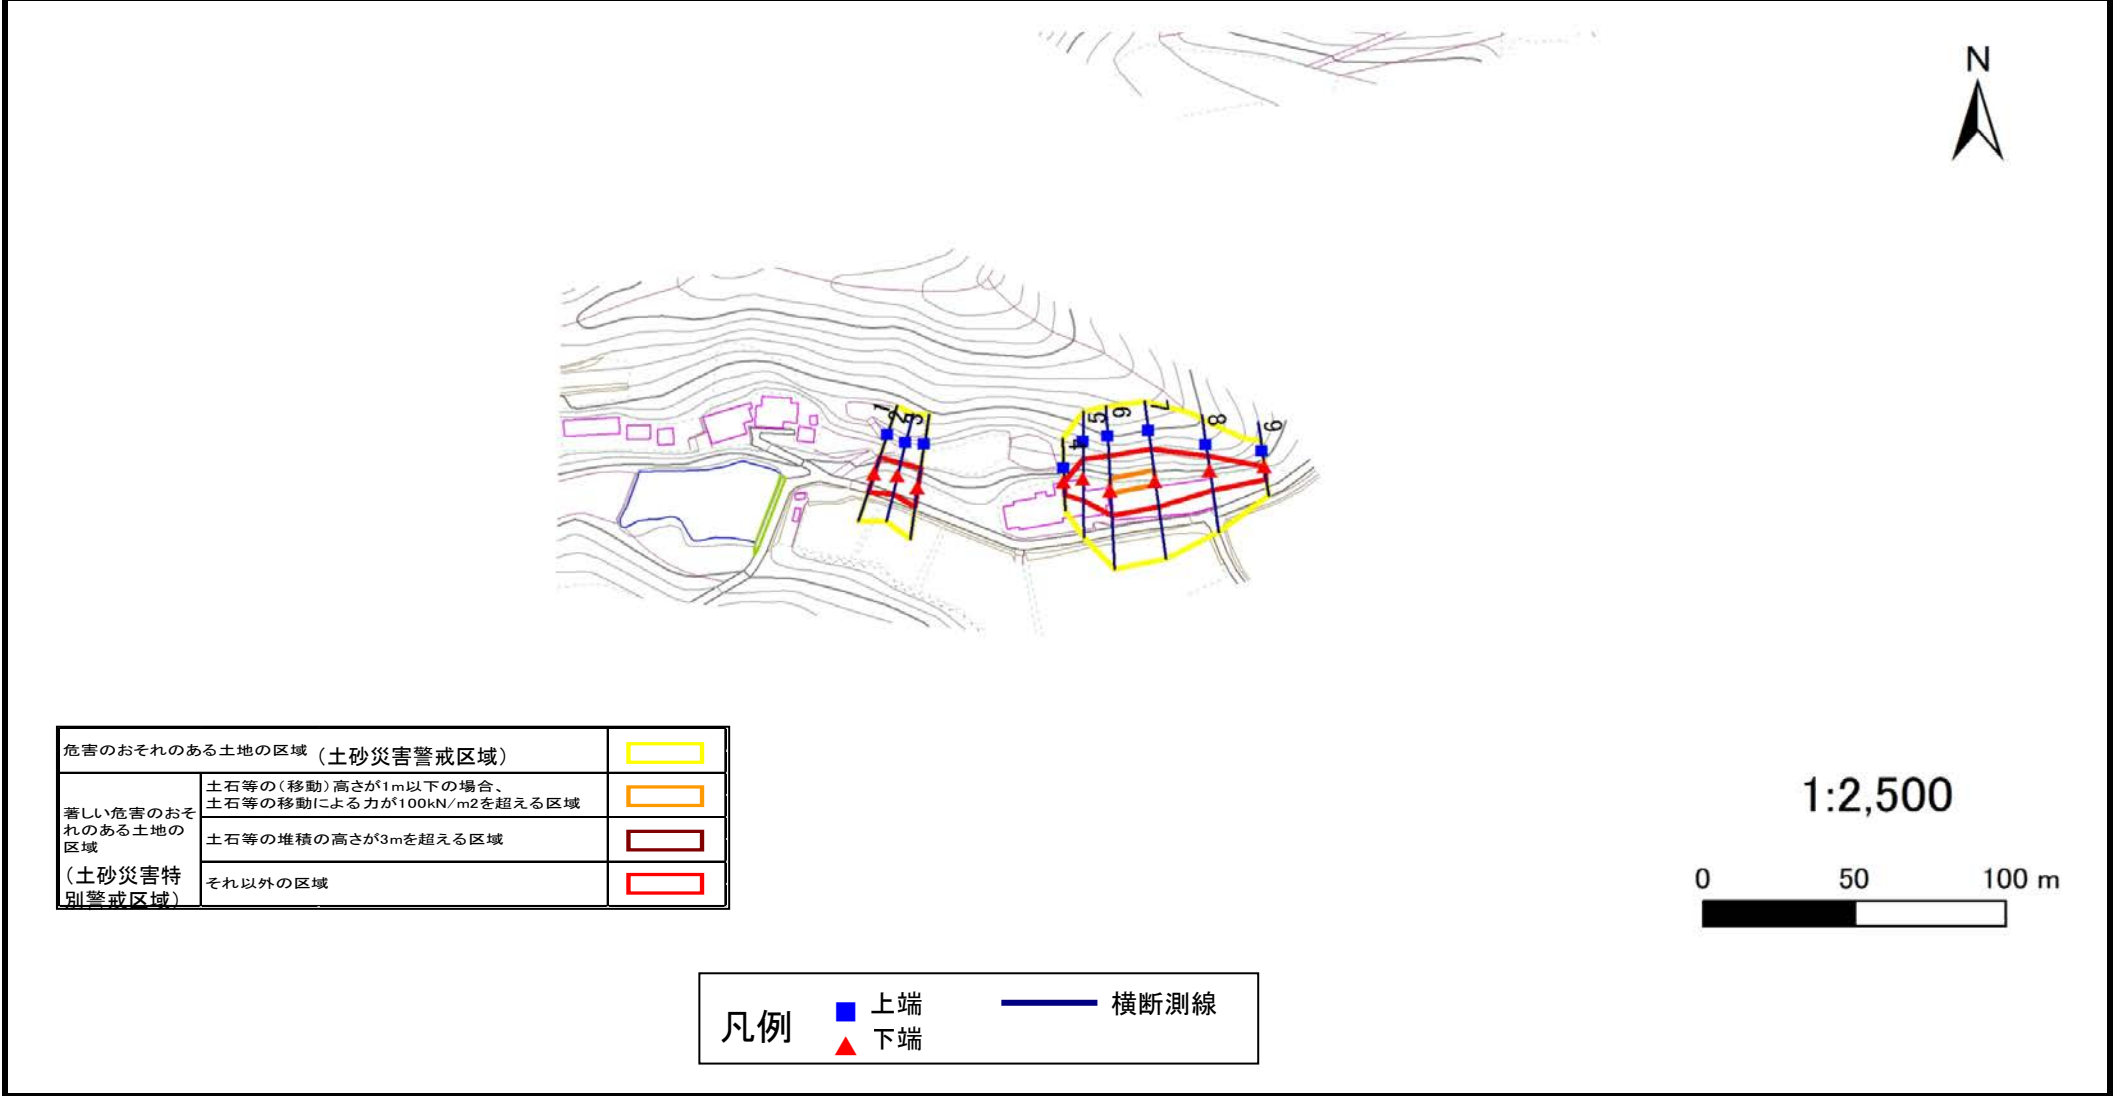 N
1
2
3
4
5
6
7
8
9
危害のおそれのある土地の区域 (土砂災害警戒区域)
著しい危害のおそ
れのある土地の
区域
(土砂災害特
別警戒区域)
土石等の(移動)高さが1m以下の場合、
土石等の移動による力が100kN/m2を超える区域
土石等の堆積の高さが3mを超える区域
それ以外の区域
1:2,500
0 50 100 m
凡例
上端
下端
横断測線